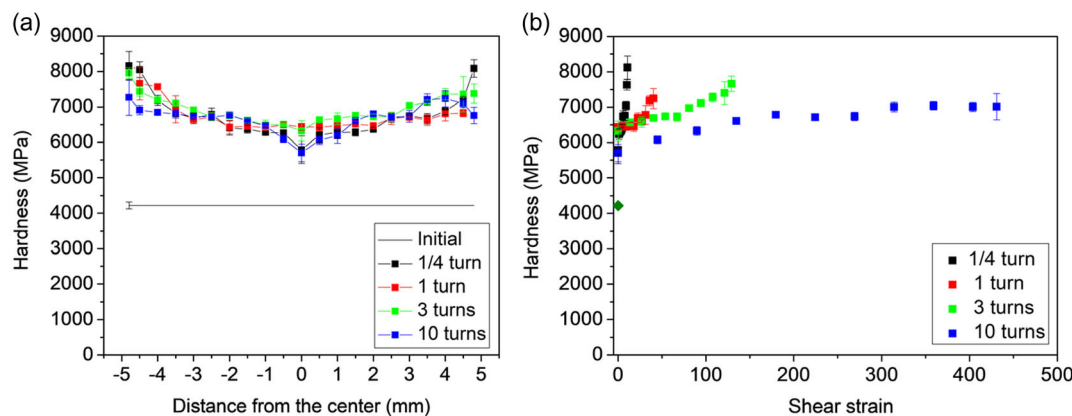 (a)
9000
8000
7000
6000
5000
4000
3000
2000
1000
0
Hardness (MPa)
Initial
1/4 turn
1 turn
3 turns
10 turns
-5 -4 -3 -2 -1 0 1 2 3 4 5
Distance from the center (mm)
(b)
9000
8000
7000
6000
5000
4000
3000
2000
1000
0
Hardness (MPa)
1/4 turn
1 turn
3 turns
10 turns
0 100 200 300 400 500
Shear strain